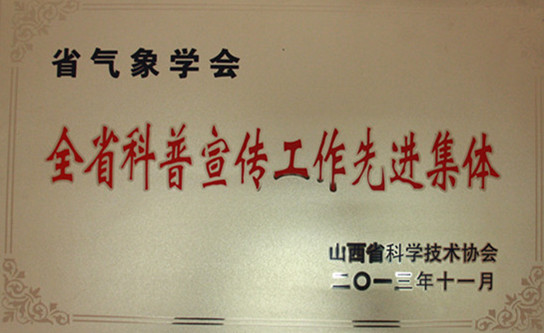 省气象学会
全省科普宣传工作先进集体
山西省科学技术协会
二〇一三年十一月